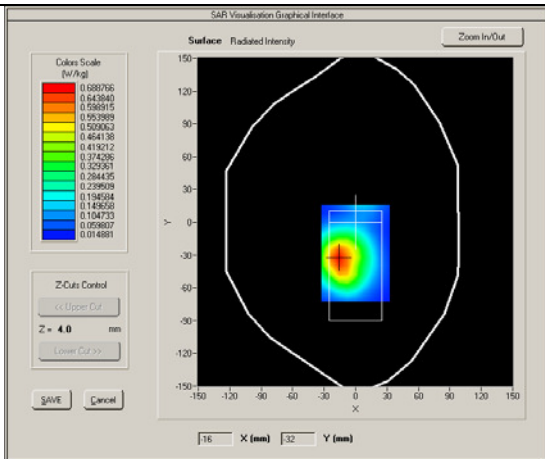 SAR Visualisation Graphical Interface
Surface Radiated Intensity
Zoom In/Out
Colors Scale
(W/kg)
0.688766
0.643840
0.598915
0.553989
0.509063
0.464138
0.419212
0.374286
0.329361
0.284435
0.239509
0.194584
0.149658
0.104733
0.059807
0.014881
Z-Cuts Control
<< Upper Cut
Z = 4.0 mm
Lower Cut >>
SAVE Cancel
150
120
90
60
30
0
-30
-60
-90
-120
-150
Y
-150 -120 -90 -60 -30 0 30 60 90 120 150
X
-16 X (mm) -32 Y (mm)